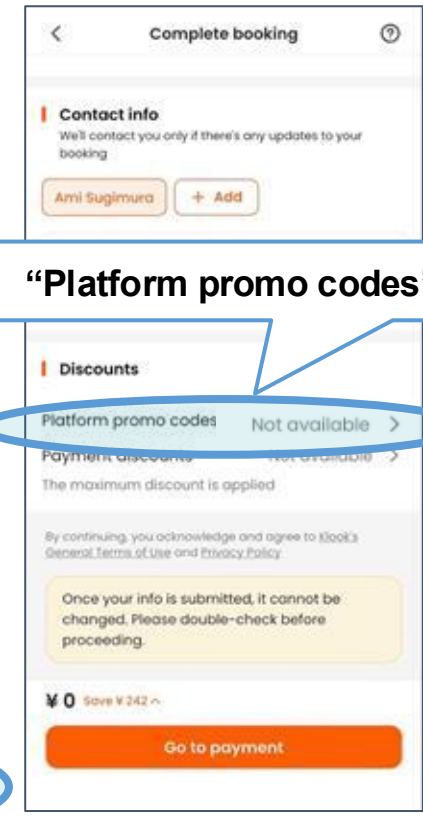 Complete booking
Contact info
We'll contact you only if there's any updates to your
booking
Ami Sugimura
+ Add
“Platform promo codes”
Discounts
Platform promo codes Not available >
Payment discounts Not available >
The maximum discount is applied
By continuing, you acknowledge and agree to Klook's
General Terms of Use and Privacy Policy
Once your info is submitted, it cannot be
changed. Please double-check before
proceeding.
¥ 0 Save ¥ 242
Go to payment